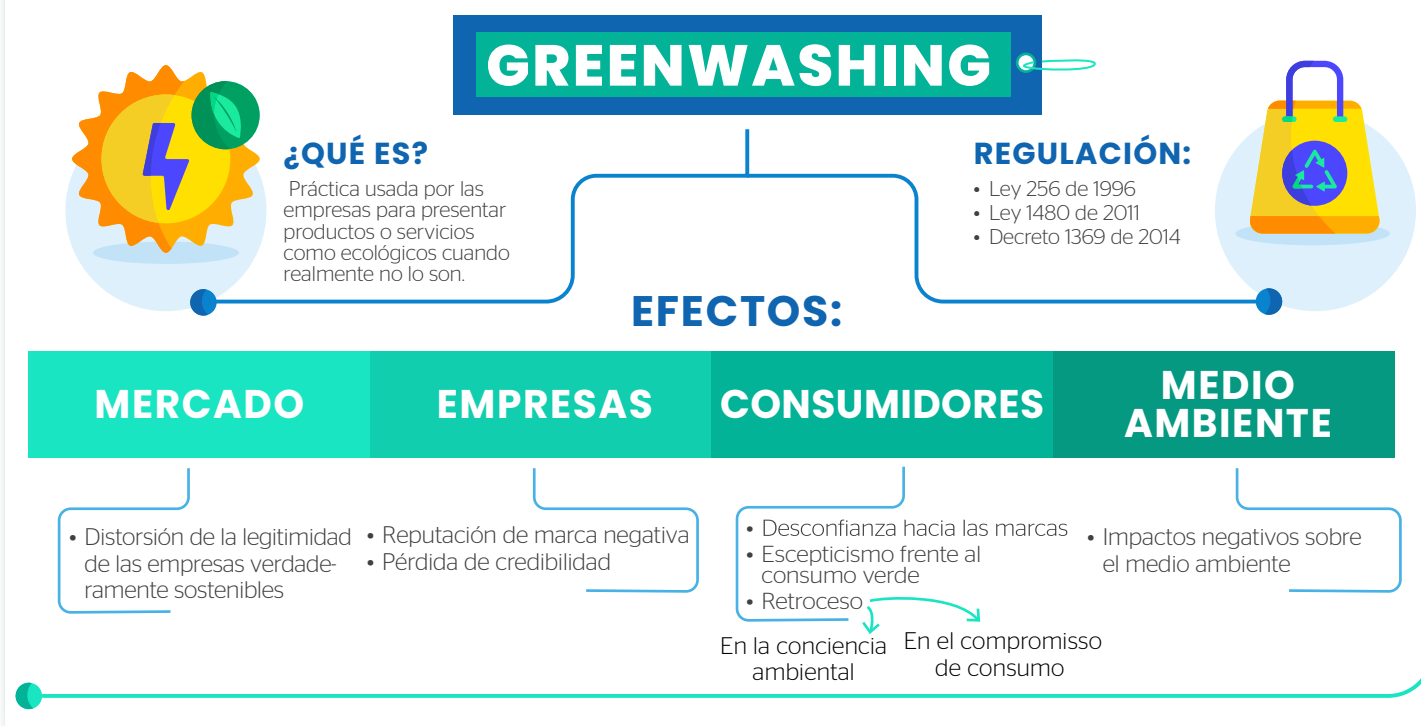 GREENWASHING
¿QUÉ ES?
Práctica usada por las
empresas para presentar
productos o servicios
como ecológicos cuando
realmente no lo son.
REGULACIÓN:
• Ley 256 de 1996
• Ley 1480 de 2011
• Decreto 1369 de 2014
EFECTOS:
MERCADO
• Distorsión de la legitimidad
de las empresas verdade-
ramente sostenibles
EMPRESAS
• Reputación de marca negativa
• Pérdida de credibilidad
CONSUMIDORES
• Desconfianza hacia las marcas
• Escepticismo frente al
consumo verde
• Retroceso
En la conciencia
ambiental
En el compromisso
de consumo
MEDIO
AMBIENTE
• Impactos negativos sobre
el medio ambiente